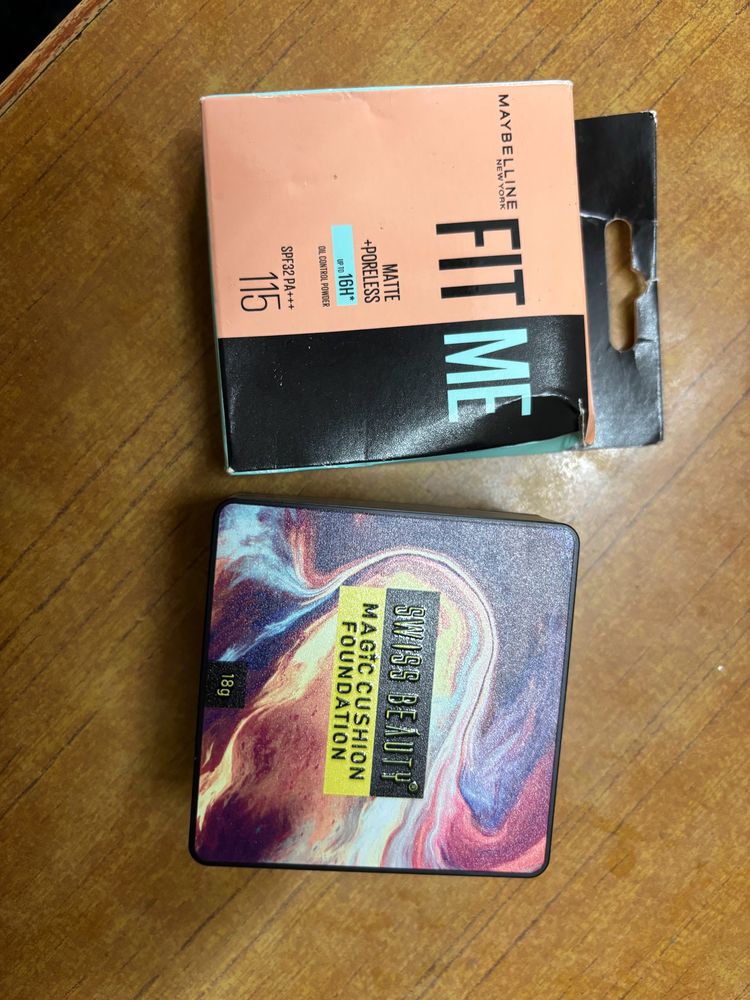 MAYBELLINE
NEW YORK
FIT ME
MATTE
+PORELESS
UP TO 16H*
OIL CONTROL POWDER
SPF32 PA+++
115
SWISS BEAUTY®
MAGIC CUSHION
FOUNDATION
18g